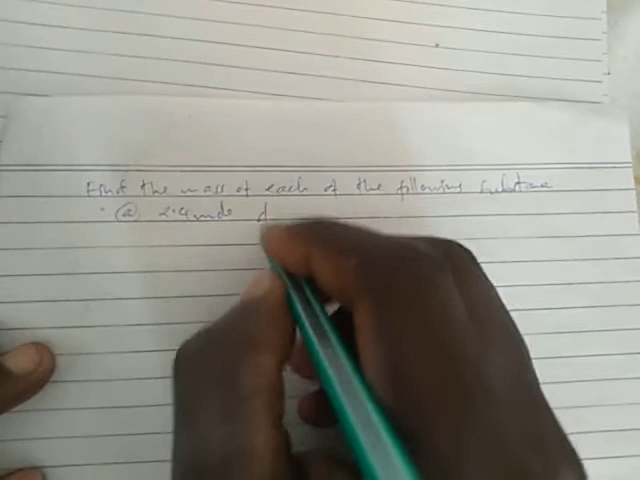 Find the mass of each of the following substance
(a) 2.4 mole